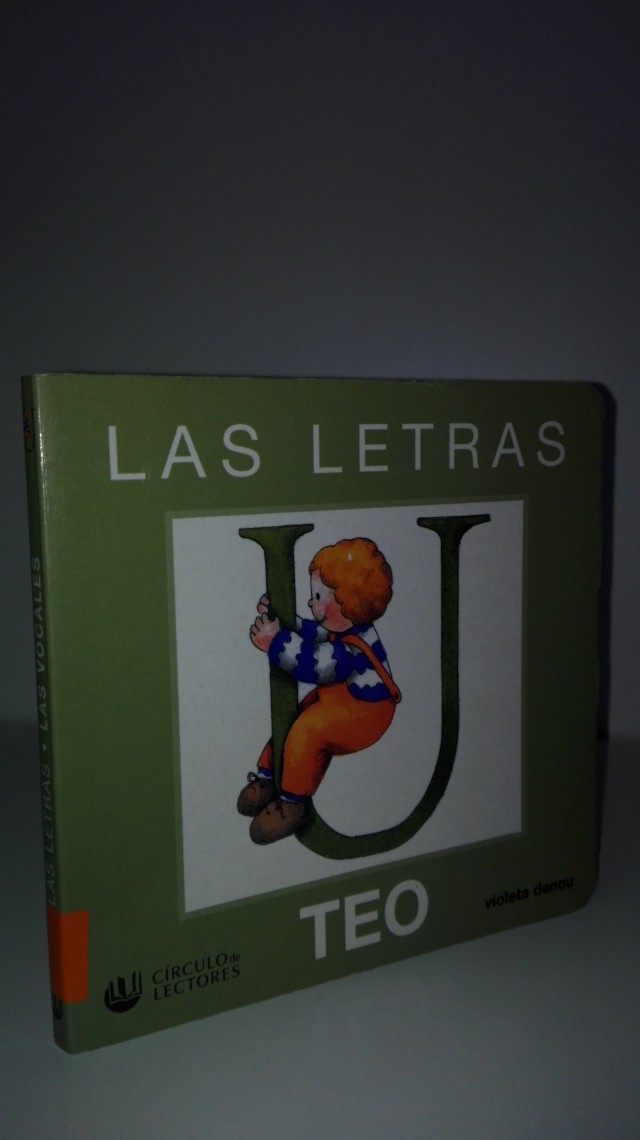 LAS LETRAS
U
TEO
violeta denou
CÍRCULO de
LECTORES
LAS LETRAS • LAS VOCALES